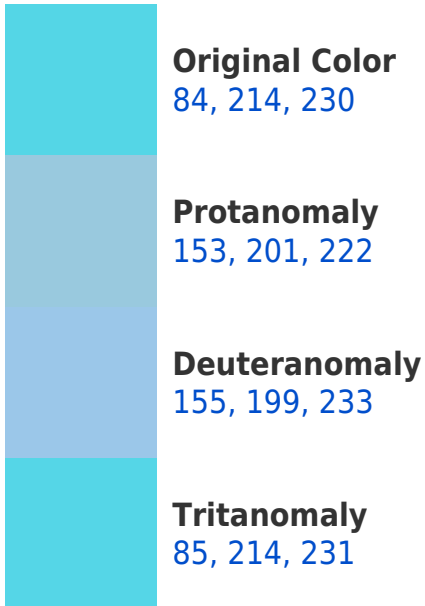 Original Color
84, 214, 230
Protanomaly
153, 201, 222
Deuteranomaly
155, 199, 233
Tritanomaly
85, 214, 231